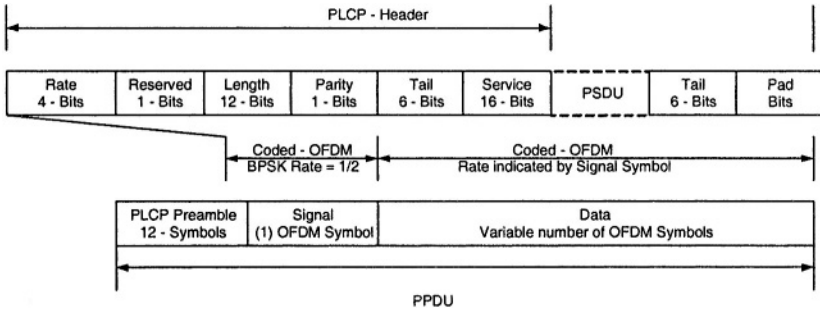 PLCP - Header
Rate
4 - Bits
Reserved
1 - Bits
Length
12 - Bits
Parity
1 - Bits
Tail
6 - Bits
Service
16 - Bits
PSDU
Tail
6 - Bits
Pad
Bits
Coded - OFDM
BPSK Rate = 1/2
Coded - OFDM
Rate indicated by Signal Symbol
PLCP Preamble
12 - Symbols
Signal
(1) OFDM Symbol
Data
Variable number of OFDM Symbols
PPDU